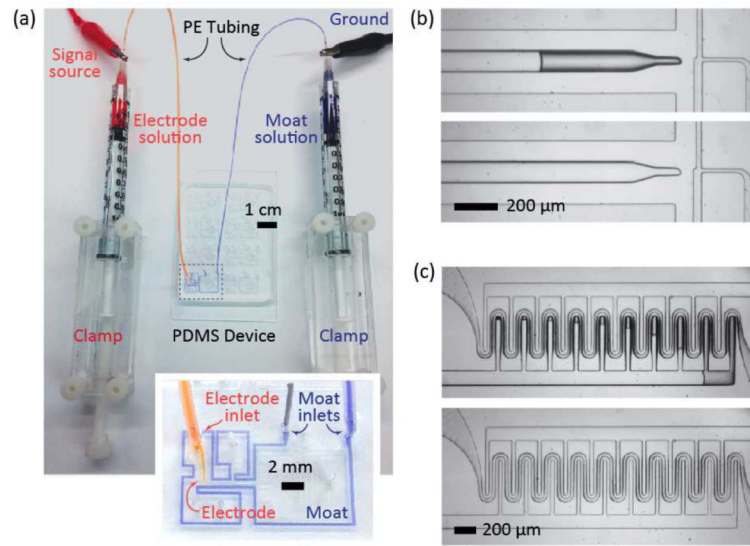 (a)
PE Tubing
Ground
Signal
source
Electrode
solution
Moat
solution
1 cm
Clamp
PDMS Device
Clamp
Electrode
inlet
Moat
inlets
2 mm
Electrode
Moat
(b)
200 µm
(c)
200 µm